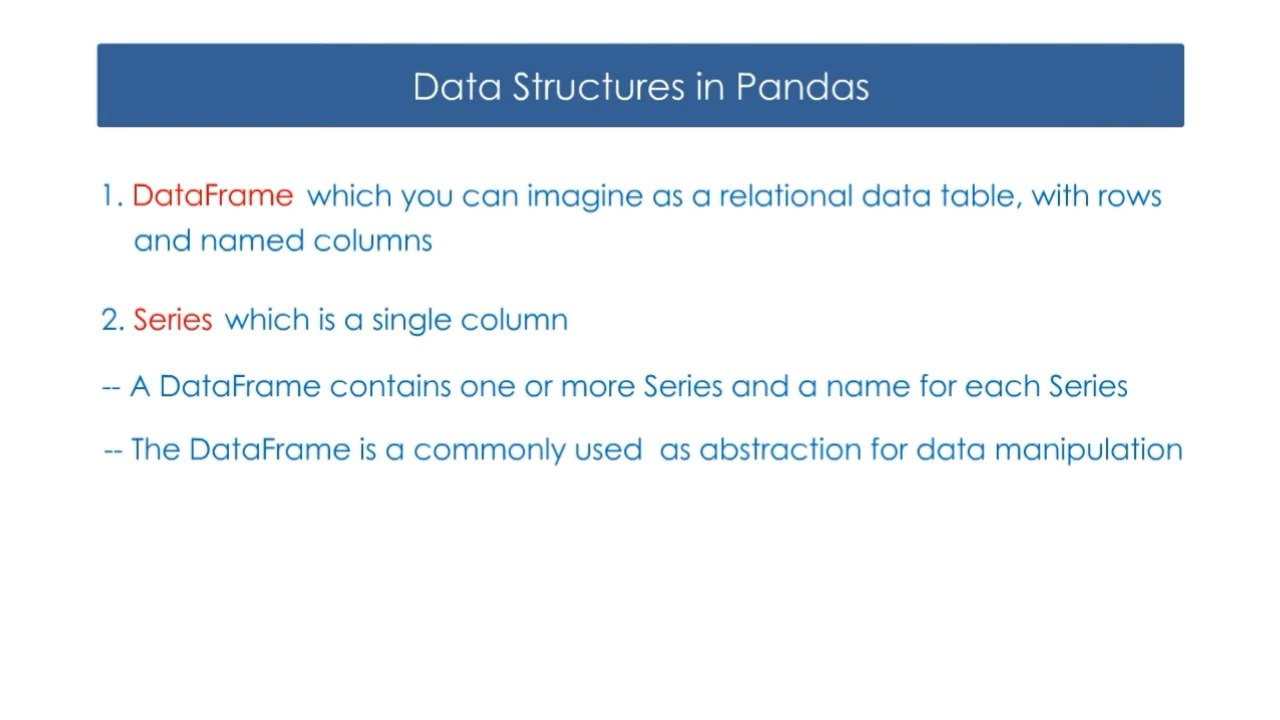 Data Structures in Pandas
1. DataFrame which you can imagine as a relational data table, with rows
and named columns
2. Series which is a single column
-- A DataFrame contains one or more Series and a name for each Series
-- The DataFrame is a commonly used as abstraction for data manipulation